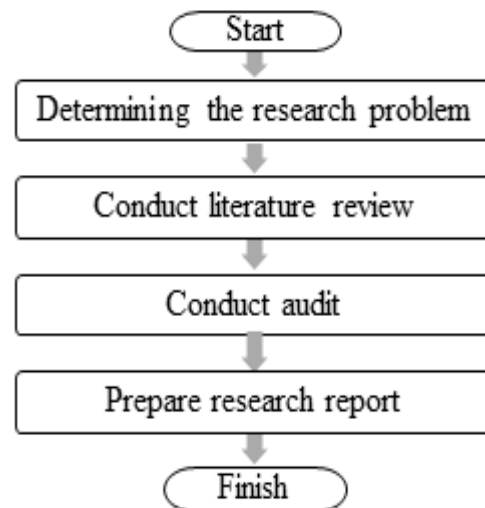 Start
Determining the research problem
Conduct literature review
Conduct audit
Prepare research report
Finish